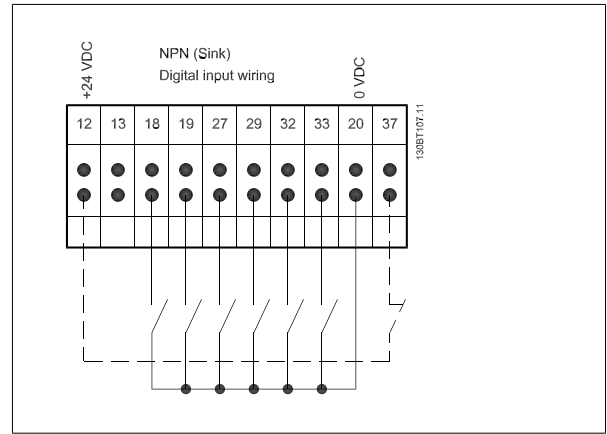 +24 VDC
NPN (Sink)
Digital input wiring
0 VDC
12 13 18 19 27 29 32 33 20 37
130BT107.11